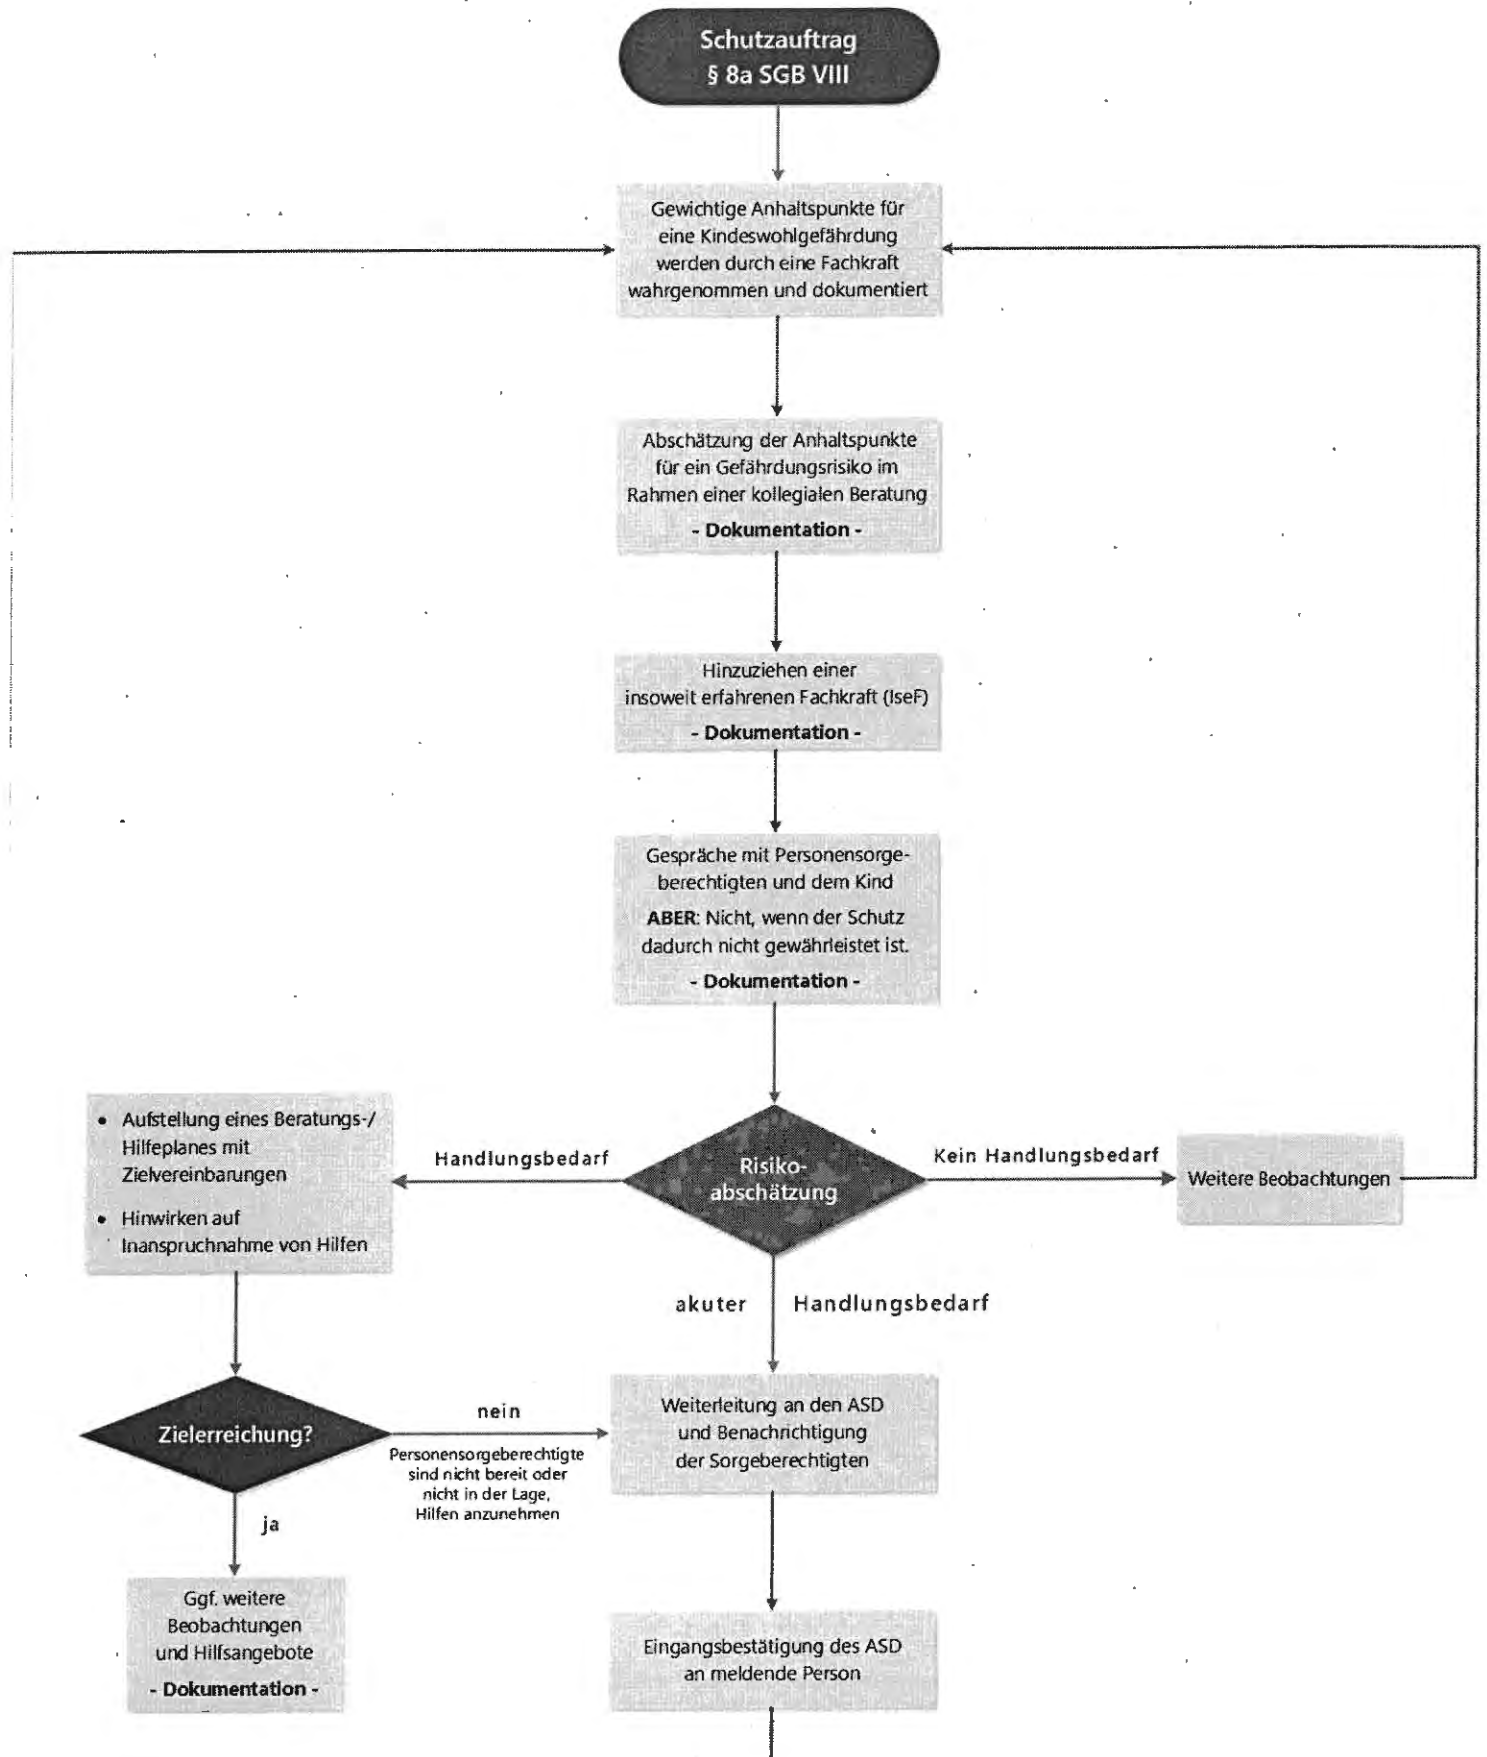 Schutzauftrag
§ 8a SGB VIII
Gewichtige Anhaltspunkte für
eine Kindeswohlgefährdung
werden durch eine Fachkraft
wahrgenommen und dokumentiert
Abschätzung der Anhaltspunkte
für ein Gefährdungsrisiko im
Rahmen einer kollegialen Beratung
- Dokumentation -
Hinzuziehen einer
insoweit erfahrenen Fachkraft (IseF)
- Dokumentation -
Gespräche mit Personensorge-
berechtigten und dem Kind
ABER: Nicht, wenn der Schutz
dadurch nicht gewährleistet ist.
- Dokumentation -
• Aufstellung eines Beratungs-/
Hilfeplanes mit
Zielvereinbarungen
• Hinwirken auf
Inanspruchnahme von Hilfen
Handlungsbedarf
Risiko-
abschätzung
Kein Handlungsbedarf
Weitere Beobachtungen
akuter Handlungsbedarf
Zielerreichung?
nein
Personensorgeberechtigte
sind nicht bereit oder
nicht in der Lage,
Hilfen anzunehmen
Weiterleitung an den ASD
und Benachrichtigung
der Sorgeberechtigten
ja
Ggf. weitere
Beobachtungen
und Hilfsangebote
- Dokumentation -
Eingangsbestätigung des ASD
an meldende Person